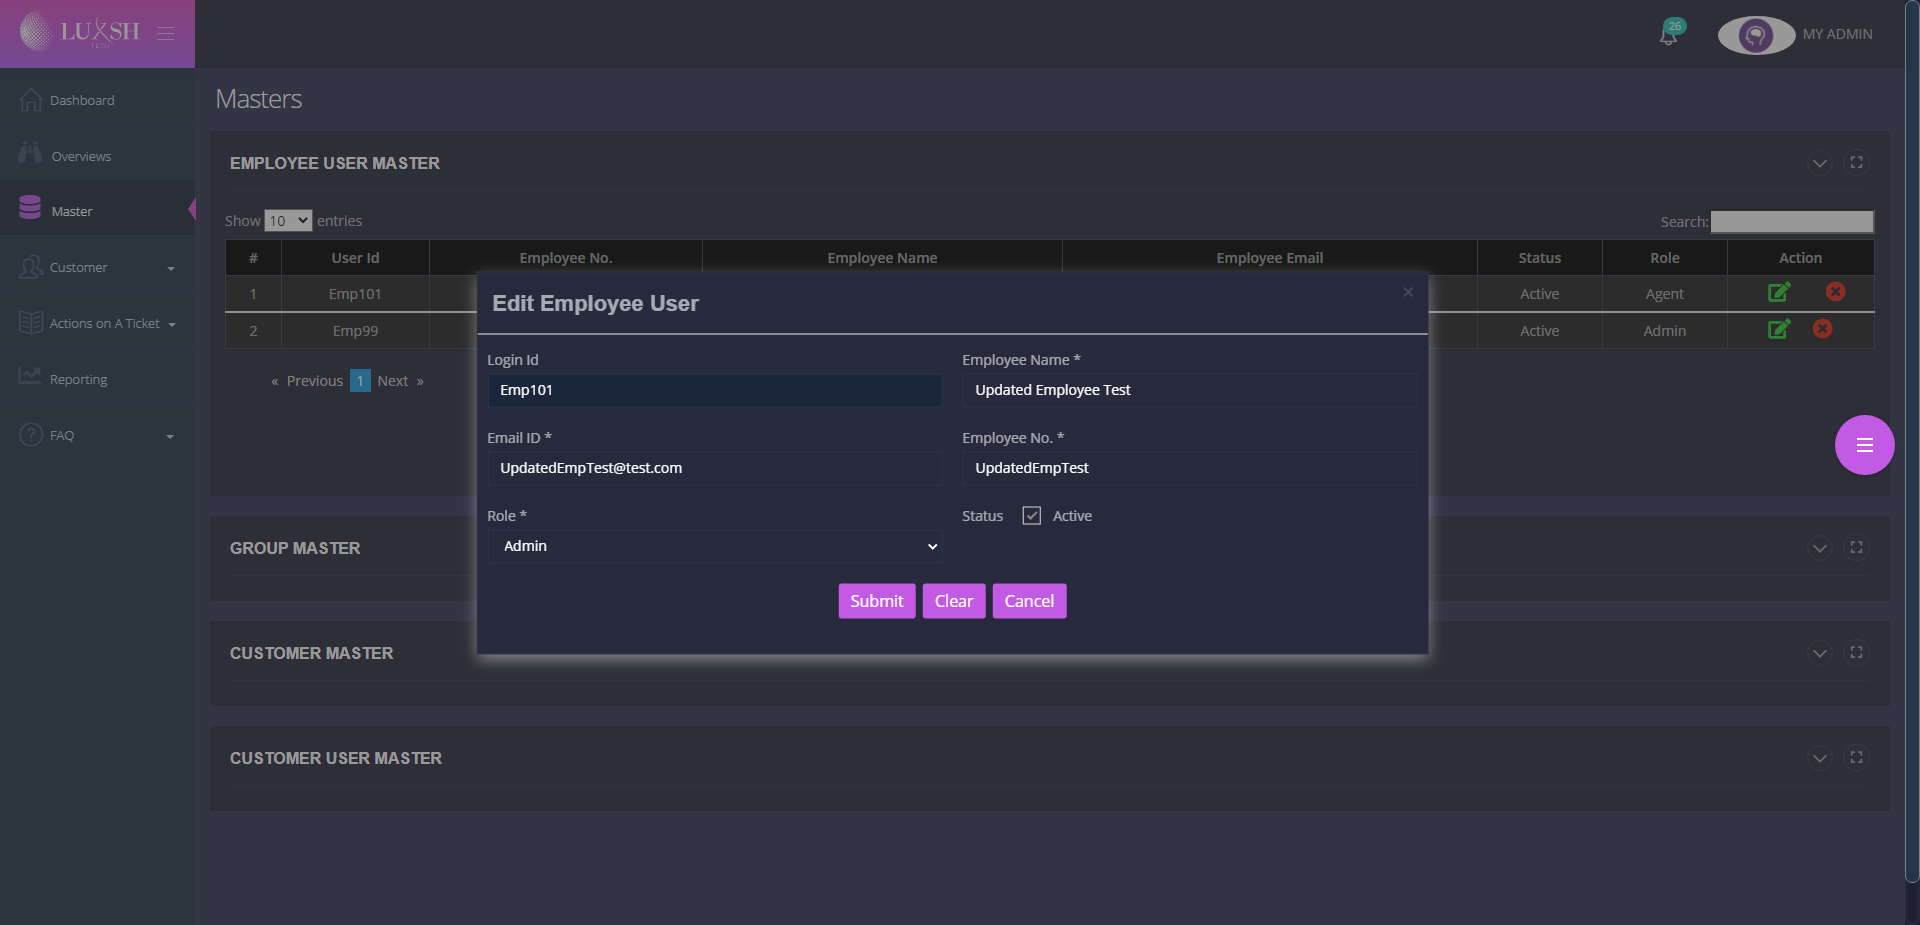 LUXSH
TECH
26
MY ADMIN
Dashboard
Overviews
Master
Customer
Actions on A Ticket
Reporting
FAQ
Masters
EMPLOYEE USER MASTER
Show 10 entries
Search:
# User Id Employee No. Employee Name Employee Email Status Role Action
1 Emp101 Active Agent
2 Emp99 Active Admin
« Previous 1 Next »
Edit Employee User
×
Login Id
Emp101
Employee Name *
Updated Employee Test
Email ID *
UpdatedEmpTest@test.com
Employee No. *
UpdatedEmpTest
Role *
Admin
Status Active
Submit Clear Cancel
GROUP MASTER
CUSTOMER MASTER
CUSTOMER USER MASTER